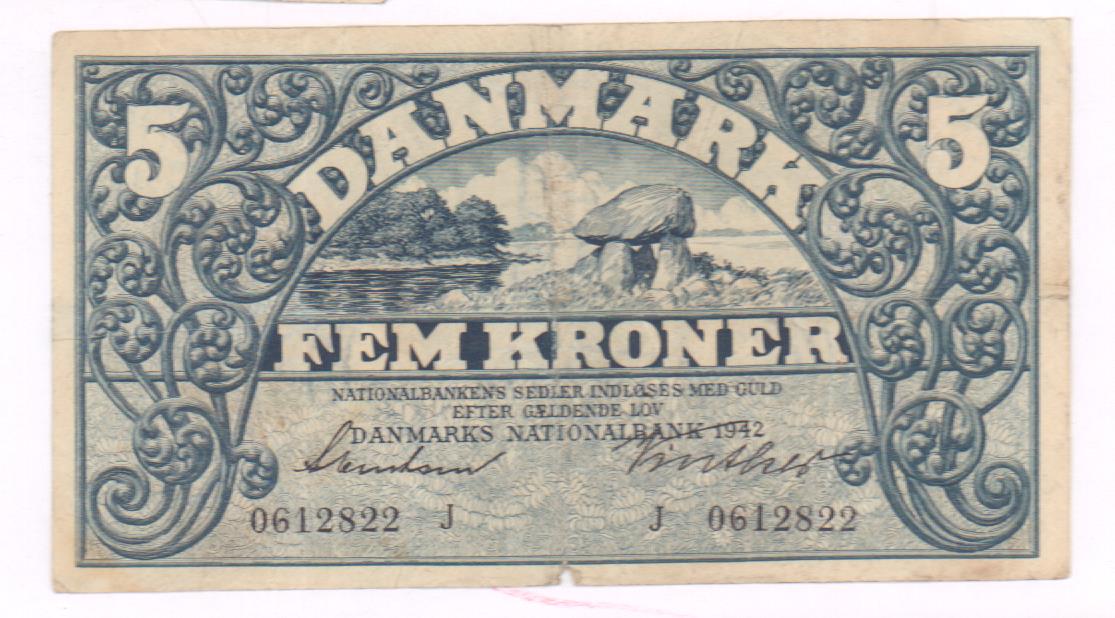 5 DANMARK 5
FEM KRONER
NATIONALBANKENS SEDLER INDLØSES MED GULD
EFTER GÆLDENDE LOV
DANMARKS NATIONALBANK 1942
0612822 J J 0612822